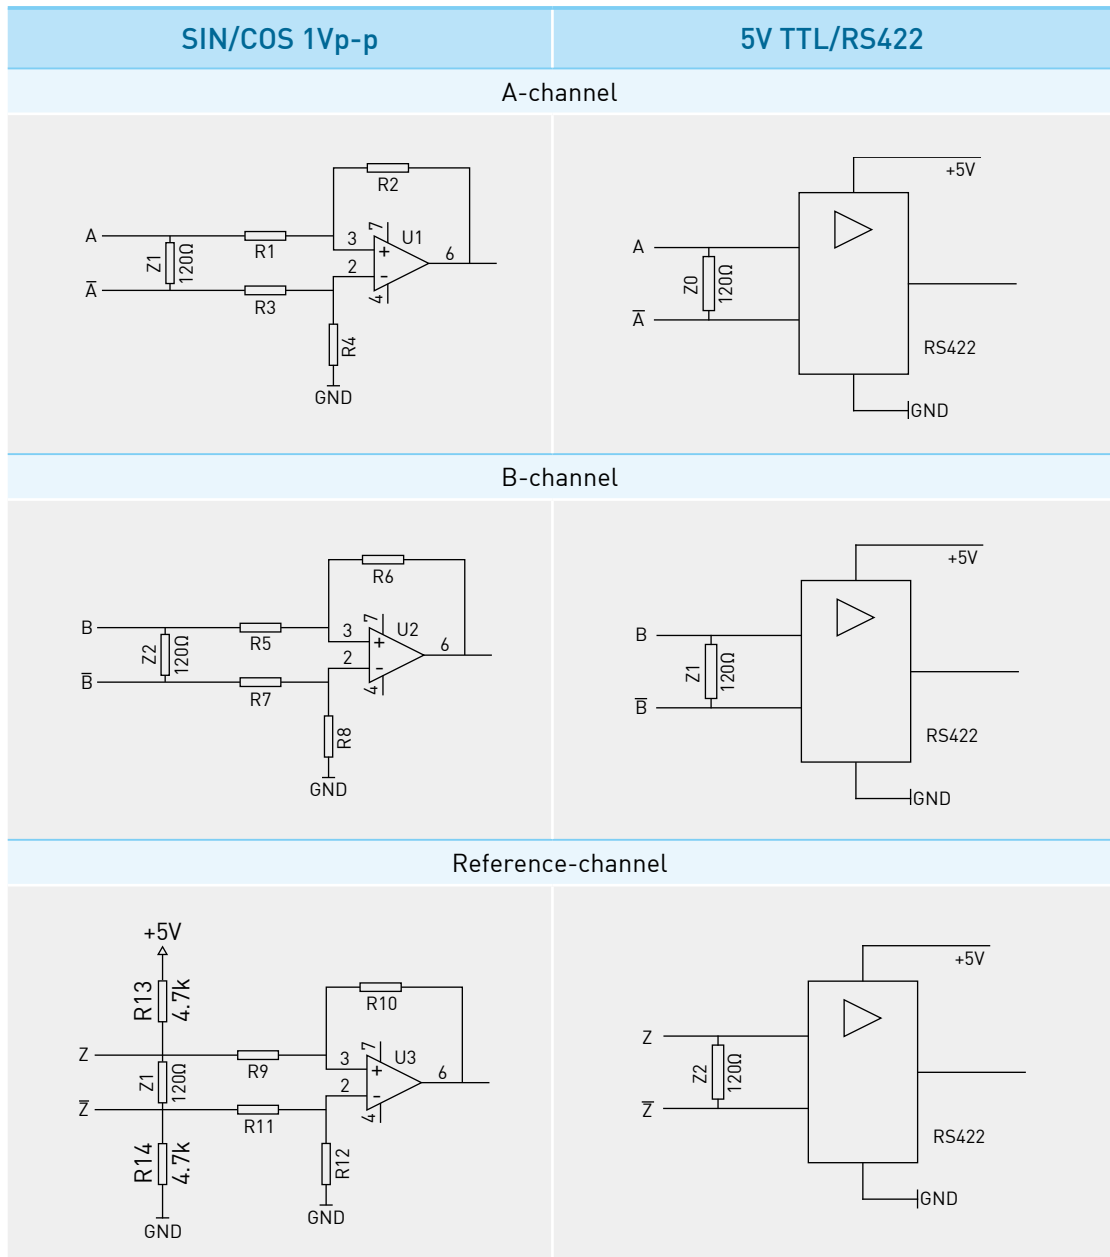 SIN/COS 1Vp-p
5V TTL/RS422
A-channel
R2
7
U1
A
R1
3
+
6
Z1
120Ω
2
-
A̅
R3
4
R4
GND
+5V
A
Z0
120Ω
A̅
RS422
GND
B-channel
R6
7
U2
B
R5
3
+
6
Z2
120Ω
2
-
B̅
R7
4
R8
GND
+5V
B
Z1
120Ω
B̅
RS422
GND
Reference-channel
+5V
R13
4.7k
R10
7
U3
Z
R9
3
+
6
Z1
120Ω
2
-
Z̅
R11
4
R14
4.7k
R12
GND
GND
+5V
Z
Z2
120Ω
Z̅
RS422
GND